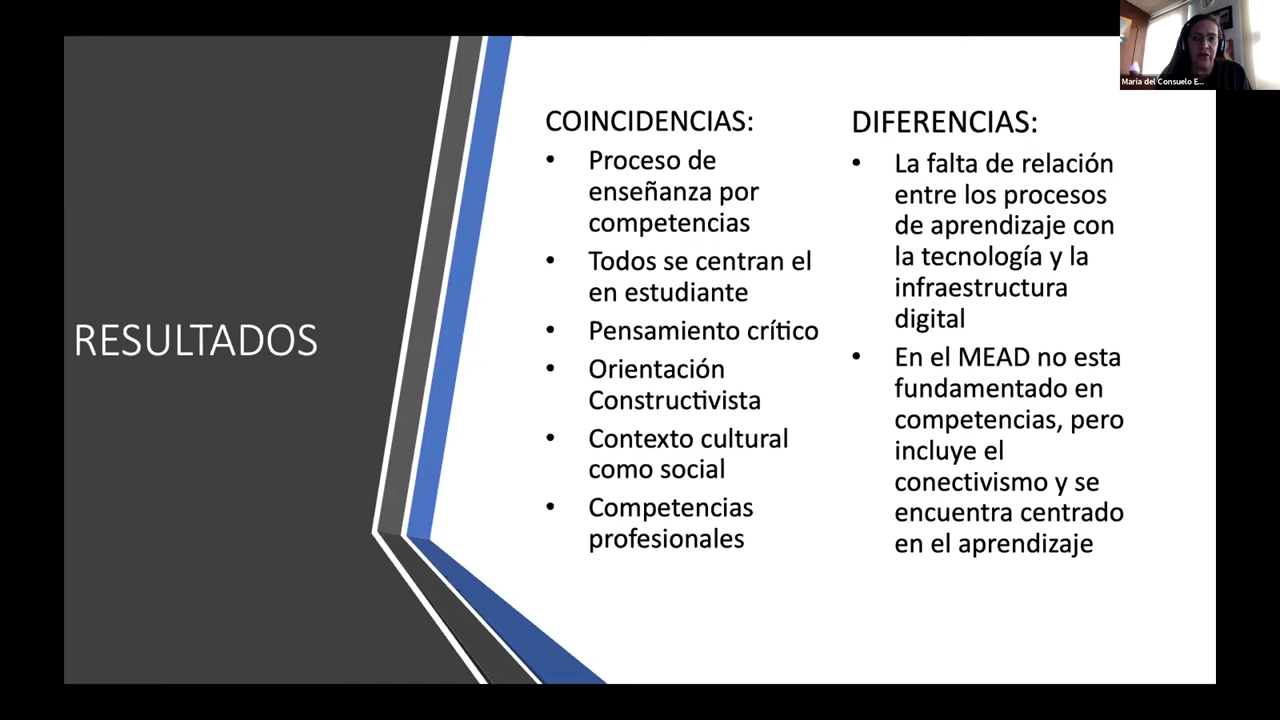 RESULTADOS
COINCIDENCIAS:
• Proceso de
enseñanza por
competencias
• Todos se centran el
en estudiante
• Pensamiento crítico
• Orientación
Constructivista
• Contexto cultural
como social
• Competencias
profesionales
DIFERENCIAS:
• La falta de relación
entre los procesos
de aprendizaje con
la tecnología y la
infraestructura
digital
• En el MEAD no esta
fundamentado en
competencias, pero
incluye el
conectivismo y se
encuentra centrado
en el aprendizaje
Maria del Consuelo E...